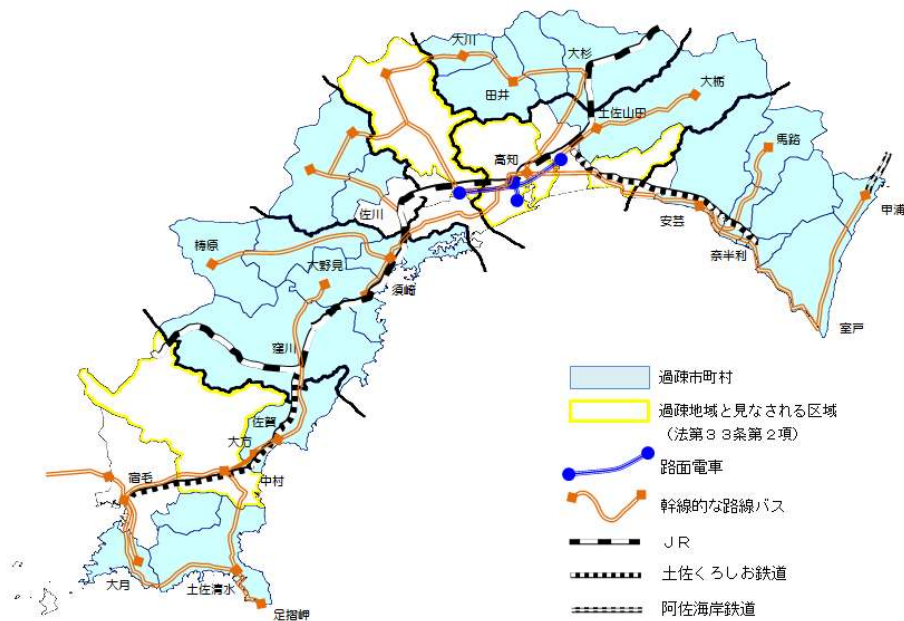 大川
大杉
田井
大栃
土佐山田
高知
馬路
佐川
安芸
甲浦
梼原
大野見
須崎
奈半利
室戸
窪川
佐賀
大方
宿毛
中村
大月
土佐清水
足摺岬
過疎市町村
過疎地域と見なされる区域
(法第33条第2項)
路面電車
幹線的な路線バス
JR
土佐くろしお鉄道
阿佐海岸鉄道